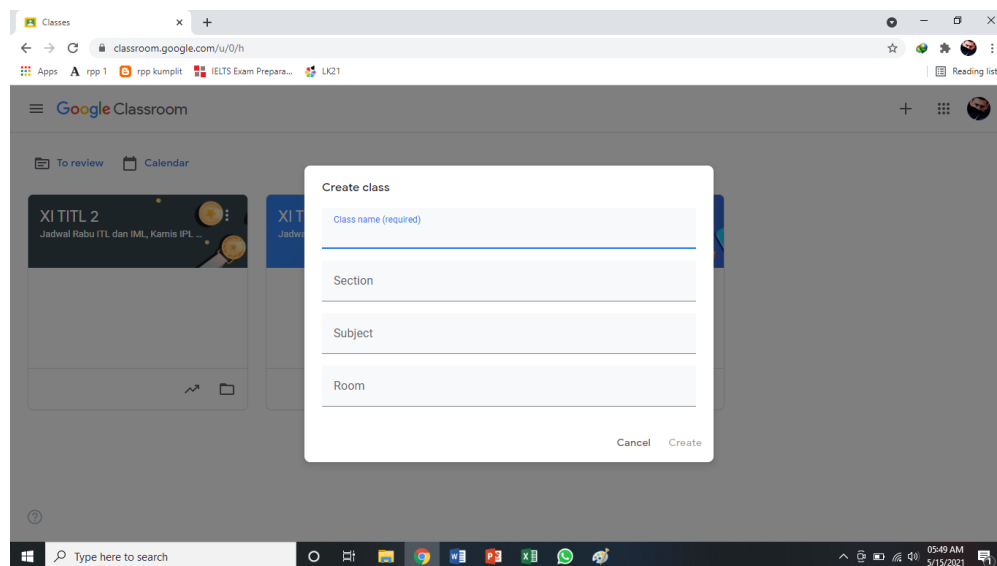 Classes
classroom.google.com/u/0/h
Apps rpp 1 rpp kumplit IELTS Exam Prepara... LK21 Reading list
Google Classroom
To review Calendar
XI TITL 2
Jadwal Rabu ITL dan IML, Kamis IPL ...
XI T
Jadwa
Create class
Class name (required)
Section
Subject
Room
Cancel Create
Type here to search
05:49 AM
5/15/2021